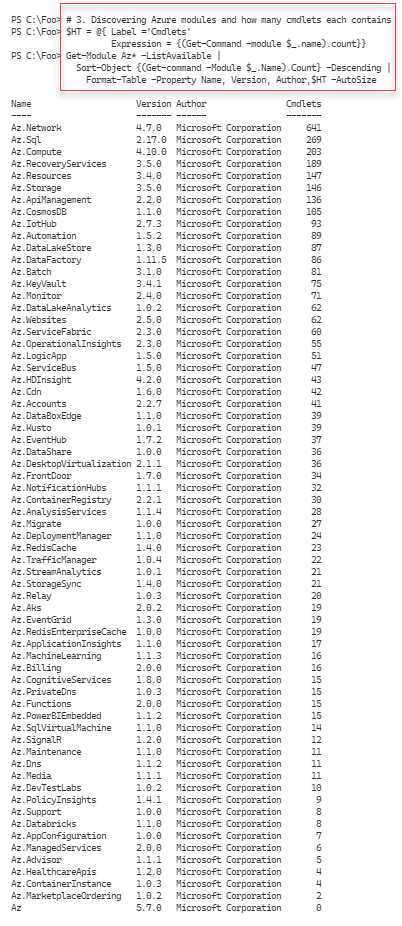 PS C:\Foo> # 3. Discovering Azure modules and how many cmdlets each contains
PS C:\Foo> $HT = @{ Label ='Cmdlets'
Expression = {(Get-Command -module $_.name).count}}
PS C:\Foo> Get-Module Az* -ListAvailable |
Sort-Object {(Get-command -Module $_.Name).Count} -Descending |
Format-Table -Property Name, Version, Author,$HT -AutoSize
Name Version Author Cmdlets
---- ------- ------ -------
Az.Network 4.7.0 Microsoft Corporation 641
Az.Sql 2.17.0 Microsoft Corporation 269
Az.Compute 4.10.0 Microsoft Corporation 203
Az.RecoveryServices 3.5.0 Microsoft Corporation 189
Az.Resources 3.4.0 Microsoft Corporation 147
Az.Storage 3.5.0 Microsoft Corporation 146
Az.ApiManagement 2.2.0 Microsoft Corporation 136
Az.CosmosDB 1.1.0 Microsoft Corporation 105
Az.IotHub 2.7.3 Microsoft Corporation 93
Az.Automation 1.5.2 Microsoft Corporation 89
Az.DataLakeStore 1.3.0 Microsoft Corporation 87
Az.DataFactory 1.11.5 Microsoft Corporation 86
Az.Batch 3.1.0 Microsoft Corporation 81
Az.KeyVault 3.4.1 Microsoft Corporation 75
Az.Monitor 2.4.0 Microsoft Corporation 71
Az.DataLakeAnalytics 1.0.2 Microsoft Corporation 62
Az.Websites 2.5.0 Microsoft Corporation 62
Az.ServiceFabric 2.3.0 Microsoft Corporation 60
Az.OperationalInsights 2.3.0 Microsoft Corporation 55
Az.LogicApp 1.5.0 Microsoft Corporation 51
Az.ServiceBus 1.5.0 Microsoft Corporation 47
Az.HDInsight 4.2.0 Microsoft Corporation 43
Az.Cdn 1.6.0 Microsoft Corporation 42
Az.Accounts 2.2.7 Microsoft Corporation 41
Az.DataBoxEdge 1.1.0 Microsoft Corporation 39
Az.Kusto 1.0.1 Microsoft Corporation 39
Az.EventHub 1.7.2 Microsoft Corporation 37
Az.DataShare 1.0.0 Microsoft Corporation 36
Az.DesktopVirtualization 2.1.1 Microsoft Corporation 36
Az.FrontDoor 1.7.0 Microsoft Corporation 34
Az.NotificationHubs 1.1.1 Microsoft Corporation 32
Az.ContainerRegistry 2.2.1 Microsoft Corporation 30
Az.AnalysisServices 1.1.4 Microsoft Corporation 28
Az.Migrate 1.0.0 Microsoft Corporation 27
Az.DeploymentManager 1.1.0 Microsoft Corporation 24
Az.RedisCache 1.4.0 Microsoft Corporation 23
Az.TrafficManager 1.0.4 Microsoft Corporation 22
Az.StreamAnalytics 1.0.1 Microsoft Corporation 21
Az.StorageSync 1.4.0 Microsoft Corporation 21
Az.Relay 1.0.3 Microsoft Corporation 20
Az.Aks 2.0.2 Microsoft Corporation 19
Az.EventGrid 1.3.0 Microsoft Corporation 19
Az.RedisEnterpriseCache 1.0.0 Microsoft Corporation 19
Az.ApplicationInsights 1.1.0 Microsoft Corporation 17
Az.MachineLearning 1.1.3 Microsoft Corporation 16
Az.Billing 2.0.0 Microsoft Corporation 16
Az.CognitiveServices 1.8.0 Microsoft Corporation 15
Az.PrivateDns 1.0.3 Microsoft Corporation 15
Az.Functions 2.0.0 Microsoft Corporation 15
Az.PowerBIEmbedded 1.1.2 Microsoft Corporation 15
Az.SqlVirtualMachine 1.1.0 Microsoft Corporation 14
Az.SignalR 1.2.0 Microsoft Corporation 12
Az.Maintenance 1.1.0 Microsoft Corporation 11
Az.Dns 1.1.2 Microsoft Corporation 11
Az.Media 1.1.1 Microsoft Corporation 11
Az.DevTestLabs 1.0.2 Microsoft Corporation 10
Az.PolicyInsights 1.4.1 Microsoft Corporation 9
Az.Support 1.0.0 Microsoft Corporation 8
Az.Databricks 1.1.0 Microsoft Corporation 8
Az.AppConfiguration 1.0.0 Microsoft Corporation 7
Az.ManagedServices 2.0.0 Microsoft Corporation 6
Az.Advisor 1.1.1 Microsoft Corporation 5
Az.HealthcareApis 1.2.0 Microsoft Corporation 4
Az.ContainerInstance 1.0.3 Microsoft Corporation 4
Az.MarketplaceOrdering 1.0.2 Microsoft Corporation 2
Az 5.7.0 Microsoft Corporation 0